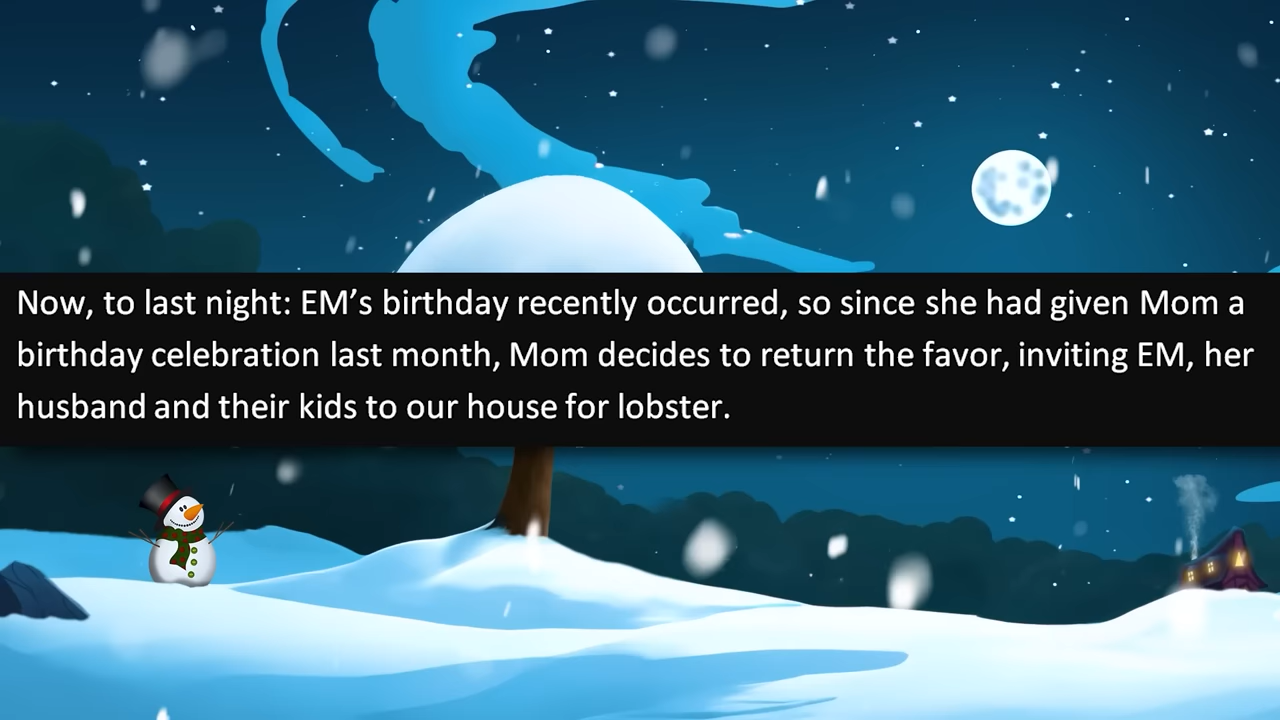 Now, to last night: EM’s birthday recently occurred, so since she had given Mom a
birthday celebration last month, Mom decides to return the favor, inviting EM, her
husband and their kids to our house for lobster.